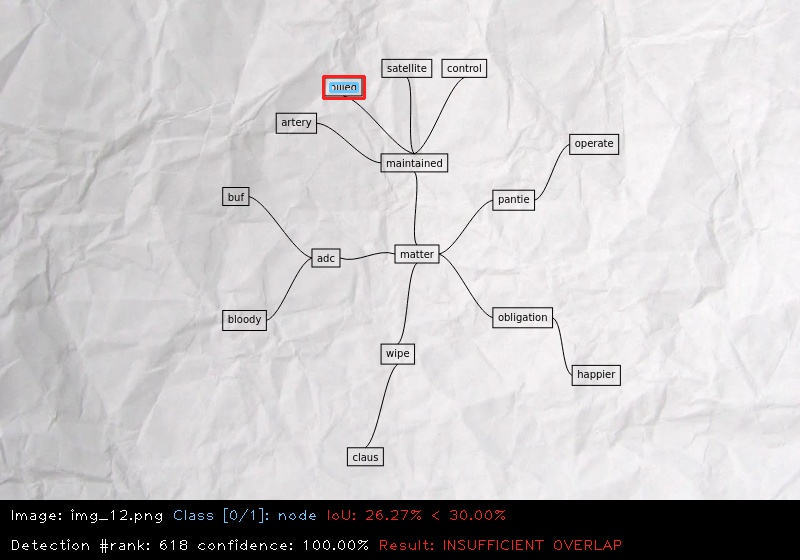 satellite
control
artery
maintained
operate
buf
pantie
adc
matter
bloody
obligation
wipe
happier
claus
Image: img_12.png Class [0/1]: node IoU: 26.27% < 30.00%
Detection #rank: 618 confidence: 100.00% Result: INSUFFICIENT OVERLAP